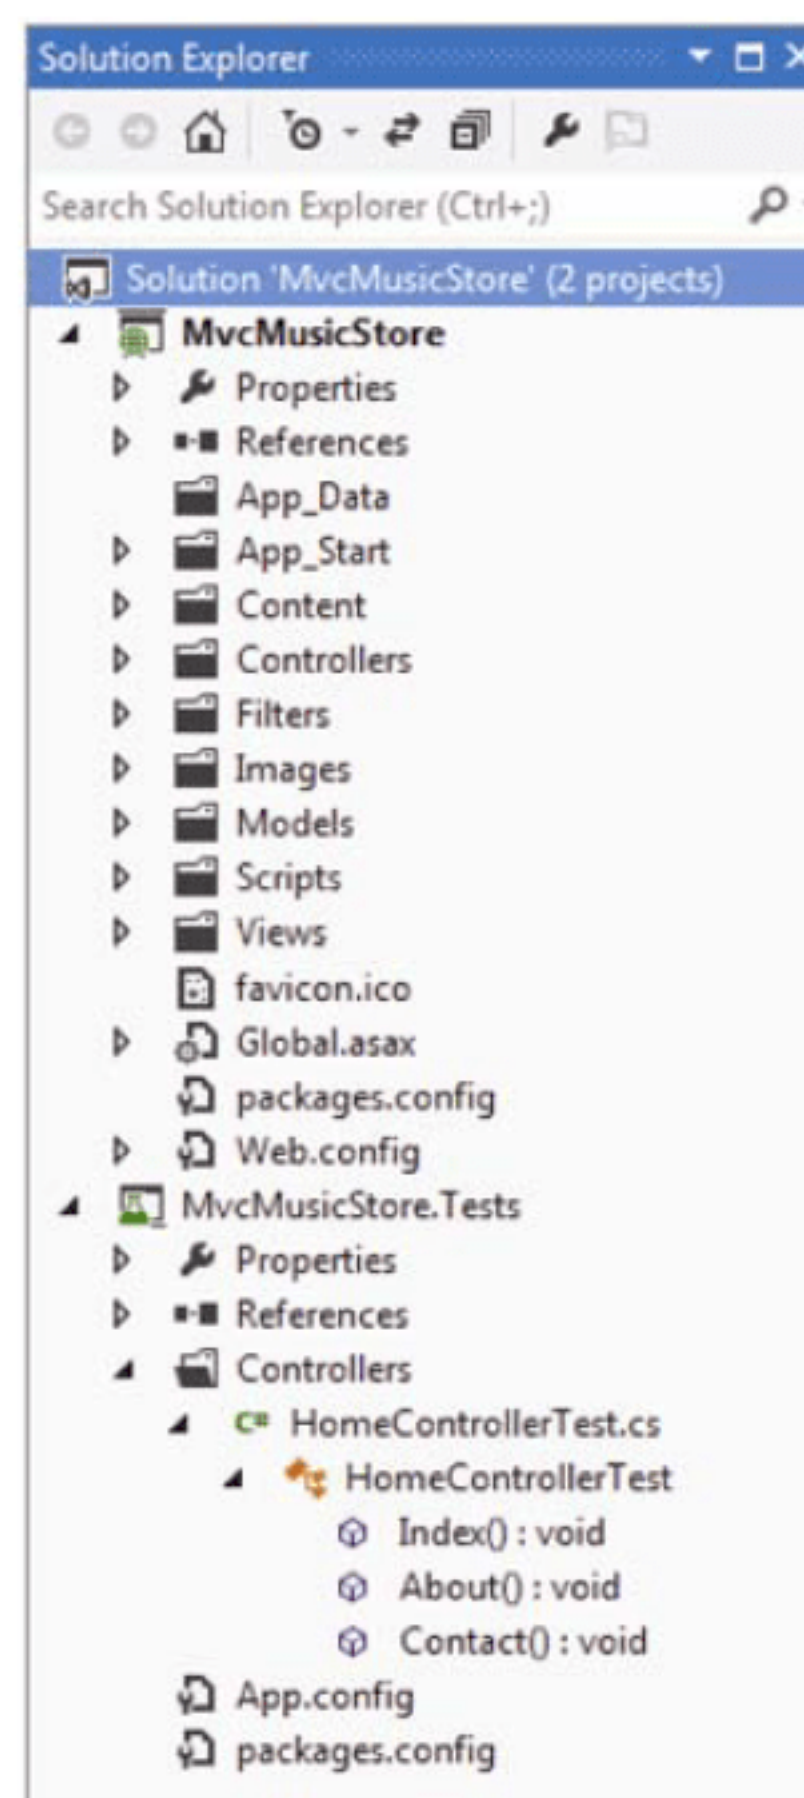 Solution Explorer
Search Solution Explorer (Ctrl+;)
Solution 'MvcMusicStore' (2 projects)
MvcMusicStore
Properties
References
App_Data
App_Start
Content
Controllers
Filters
Images
Models
Scripts
Views
favicon.ico
Global.asax
packages.config
Web.config
MvcMusicStore.Tests
Properties
References
Controllers
C# HomeControllerTest.cs
HomeControllerTest
Index() : void
About() : void
Contact() : void
App.config
packages.config